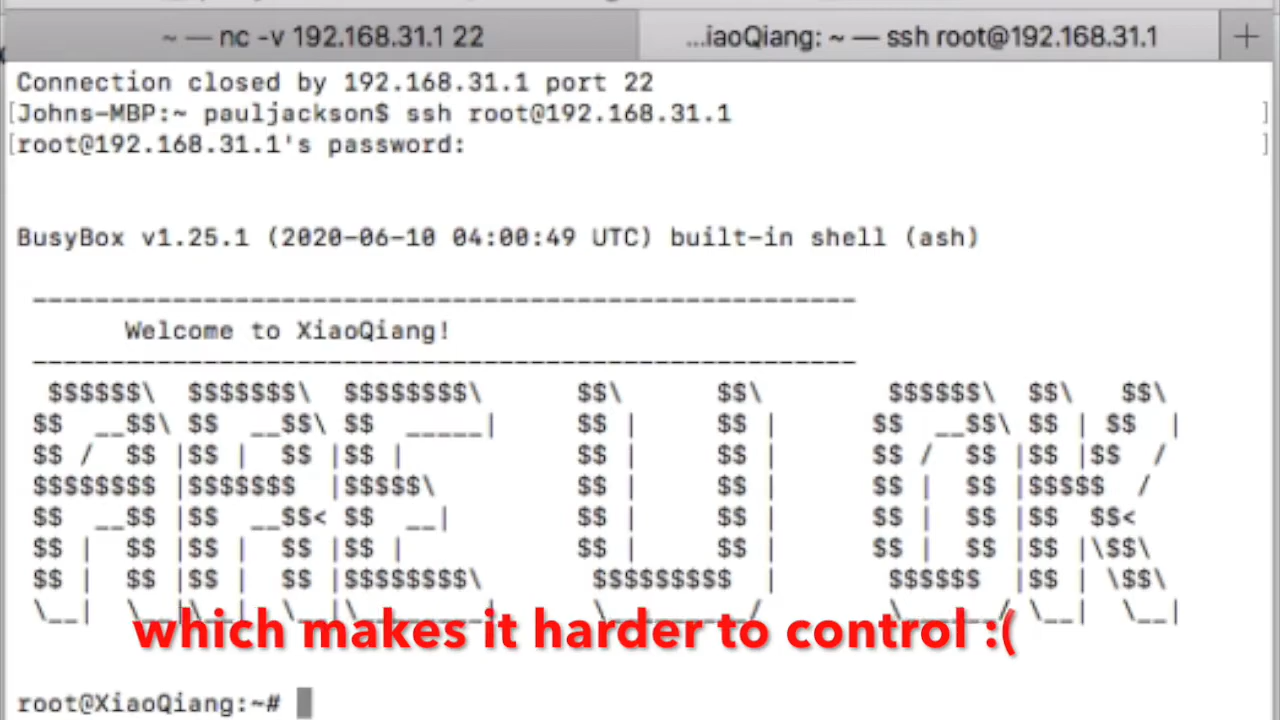 ~ — nc -v 192.168.31.1 22
...iaoQiang: ~ — ssh root@192.168.31.1
+
Connection closed by 192.168.31.1 port 22
[Johns-MBP:~ pauljackson$ ssh root@192.168.31.1 ]
[root@192.168.31.1's password: ]
BusyBox v1.25.1 (2020-06-10 04:00:49 UTC) built-in shell (ash)
-----------------------------------------------------
Welcome to XiaoQiang!
-----------------------------------------------------
ARE U OK
which makes it harder to control :(
root@XiaoQiang:~#